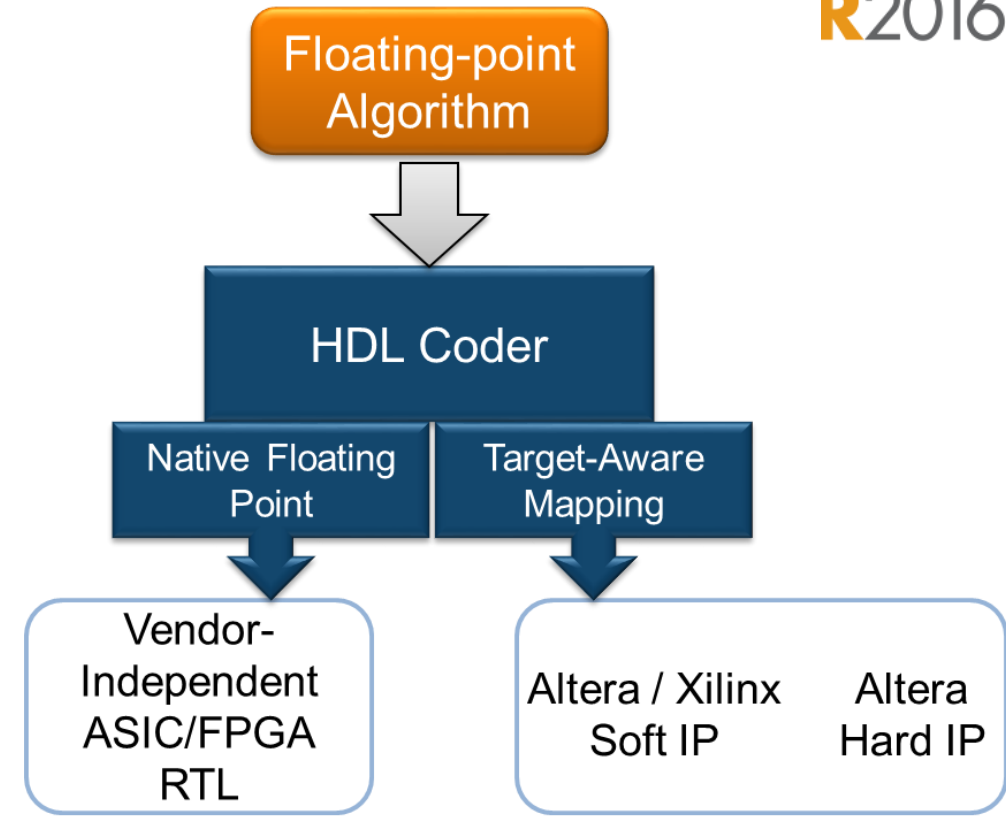 R2016
Floating-point
Algorithm
HDL Coder
Native Floating
Point
Target-Aware
Mapping
Vendor-
Independent
ASIC/FPGA
RTL
Altera / Xilinx
Soft IP
Altera
Hard IP